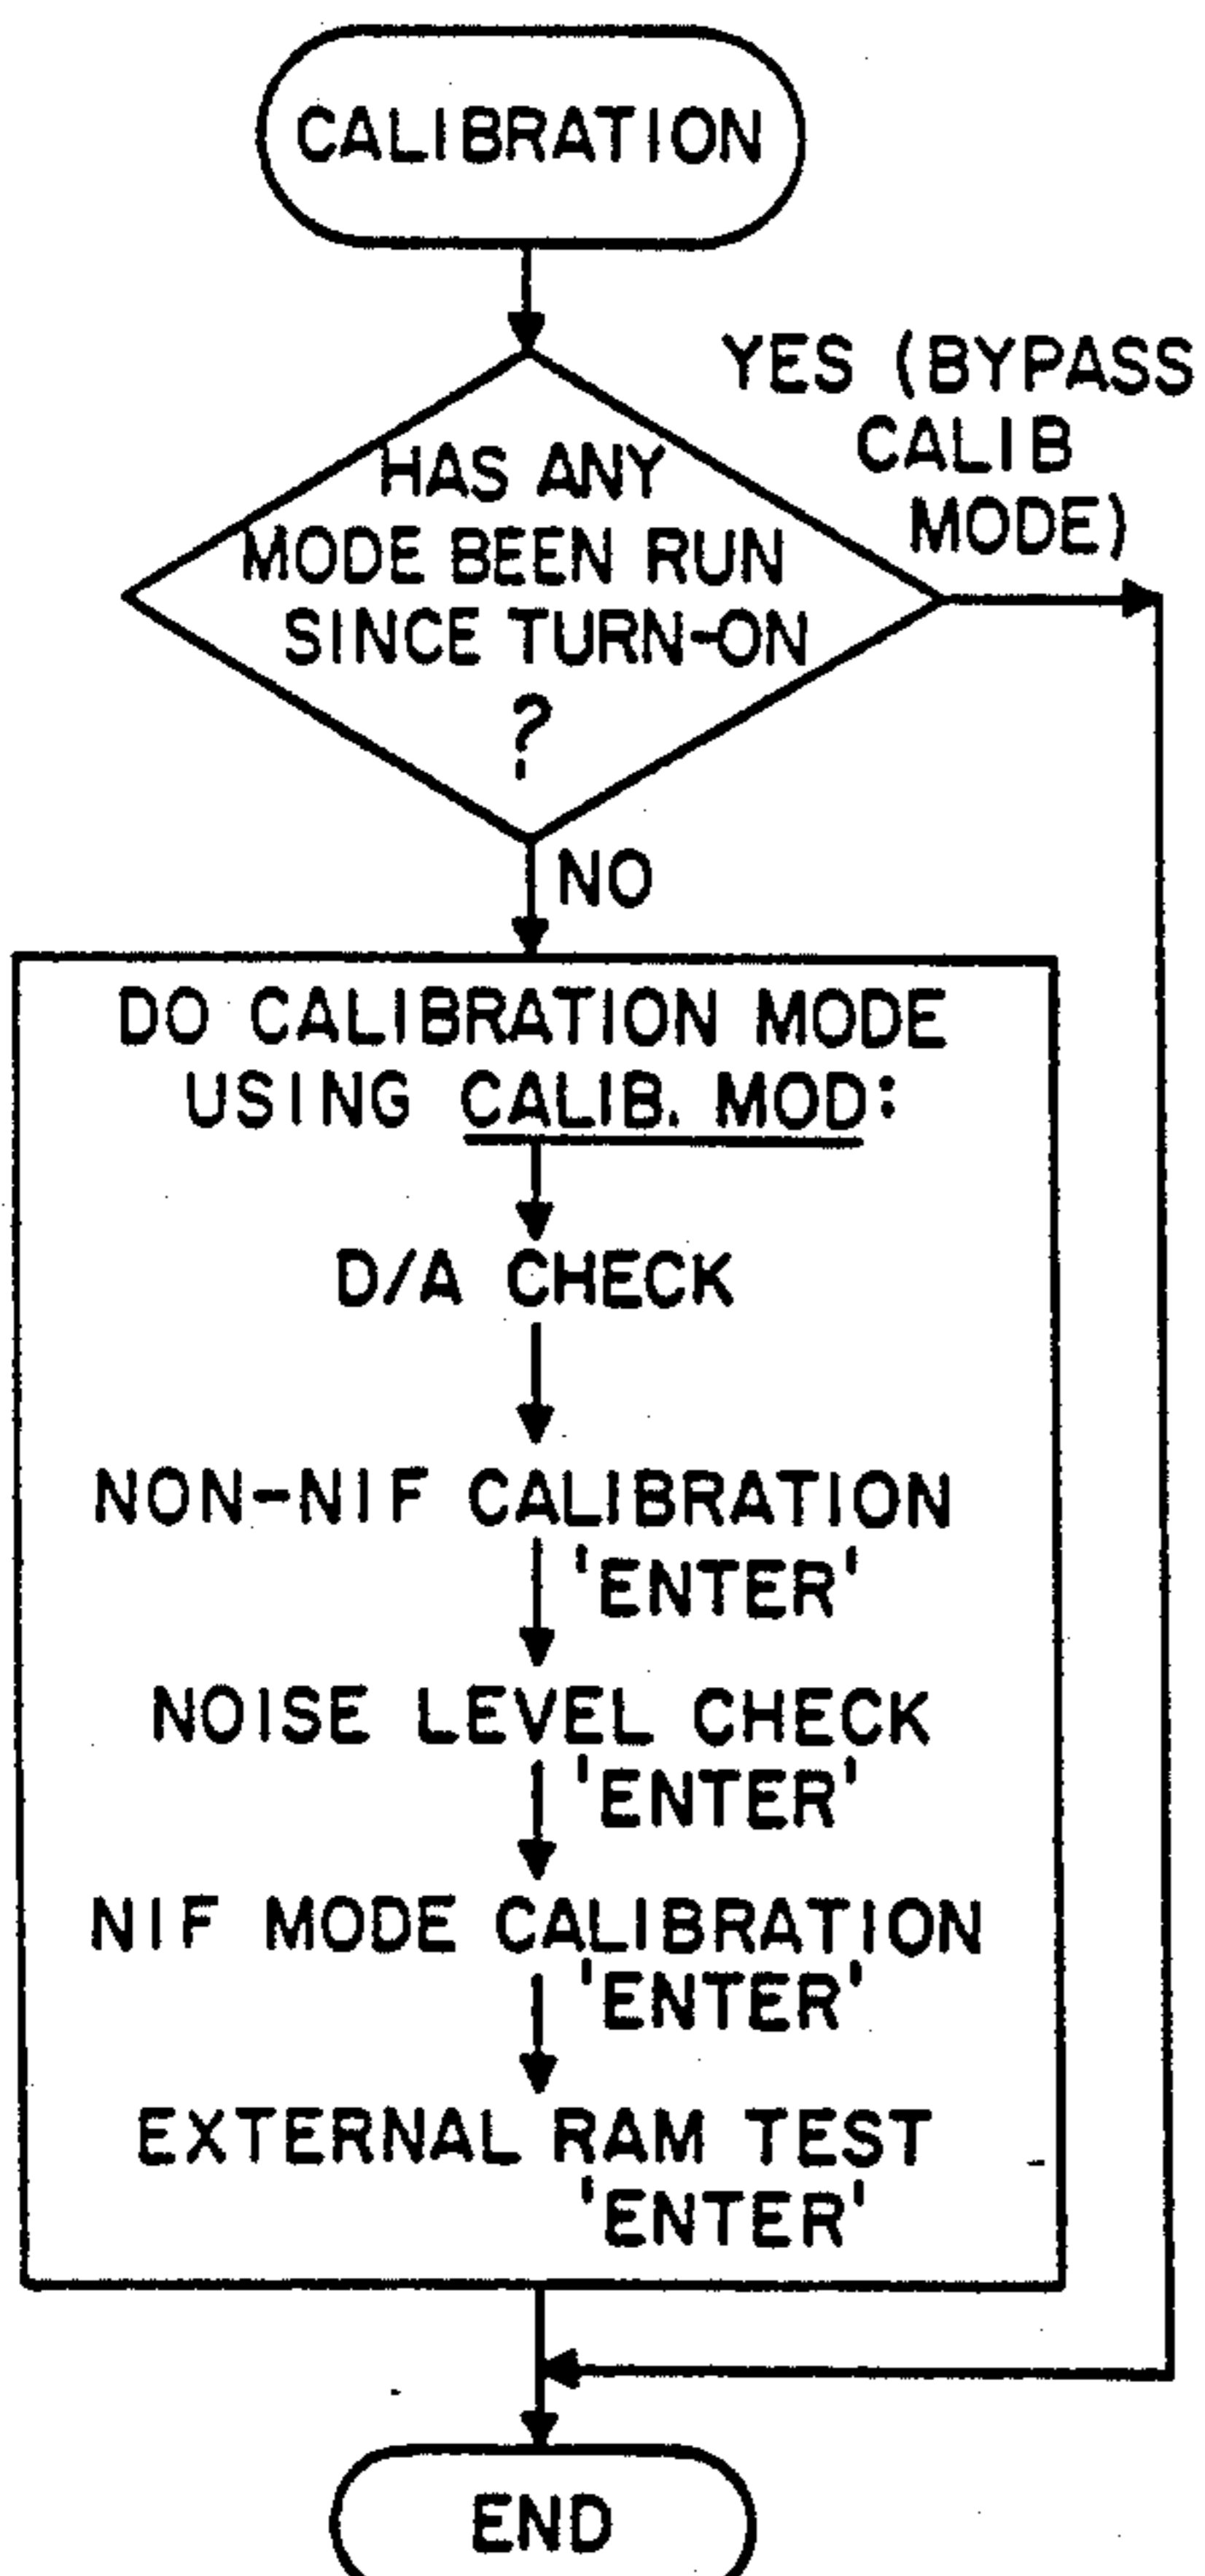 CALIBRATION
YES (BYPASS
CALIB
MODE)
HAS ANY
MODE BEEN RUN
SINCE TURN-ON
?
NO
DO CALIBRATION MODE
USING CALIB. MOD:
D/A CHECK
NON-NIF CALIBRATION
'ENTER'
NOISE LEVEL CHECK
'ENTER'
NIF MODE CALIBRATION
'ENTER'
EXTERNAL RAM TEST
'ENTER'
END